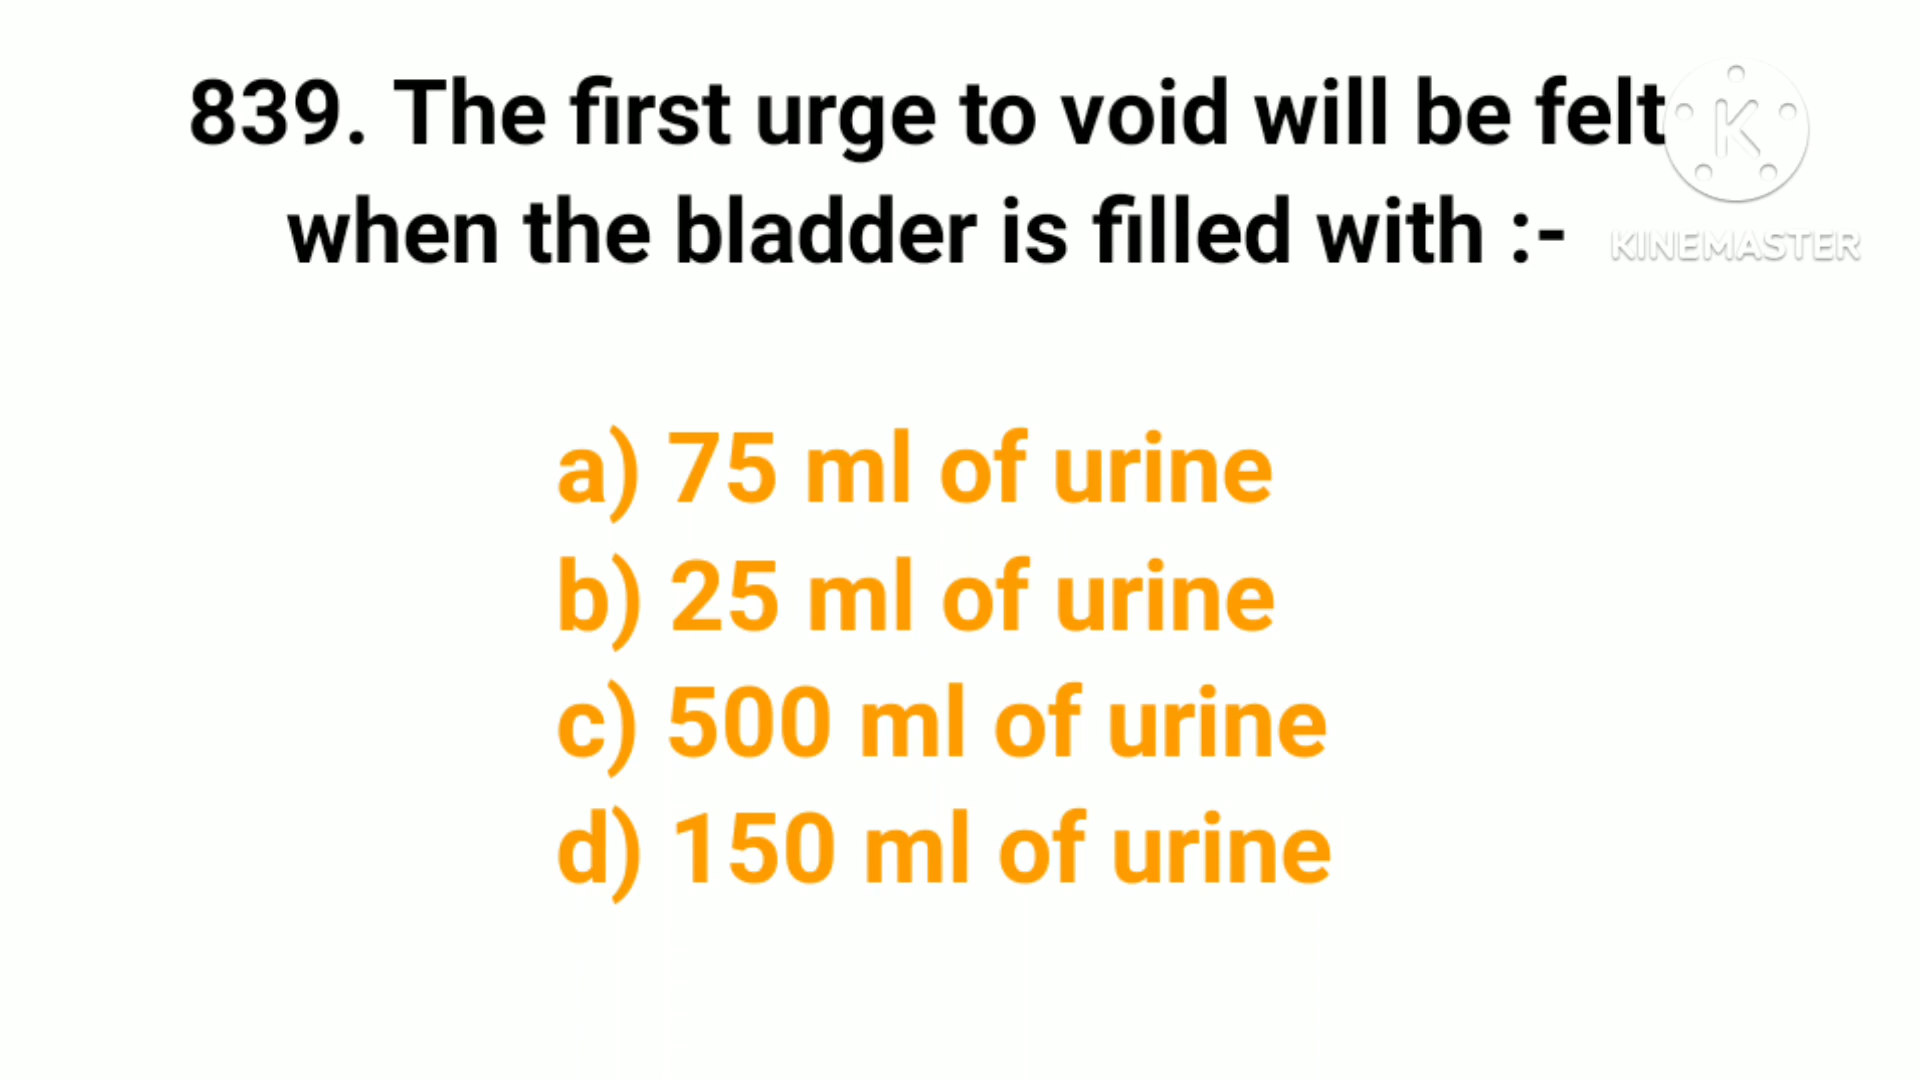 839. The first urge to void will be felt
K
when the bladder is filled with :-
KINEMASTER
a) 75 ml of urine
b) 25 ml of urine
c) 500 ml of urine
d) 150 ml of urine